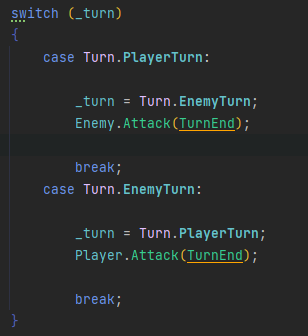 switch (_turn)
{
    case Turn.PlayerTurn:

        _turn = Turn.EnemyTurn;
        Enemy.Attack(TurnEnd);

        break;
    case Turn.EnemyTurn:

        _turn = Turn.PlayerTurn;
        Player.Attack(TurnEnd);

        break;
}